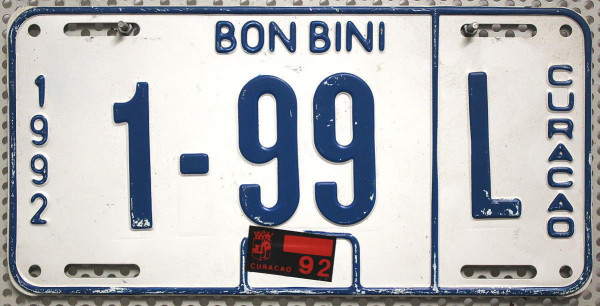 BON BINI
1992
1-99 L
CURACAO
CURACAO 92